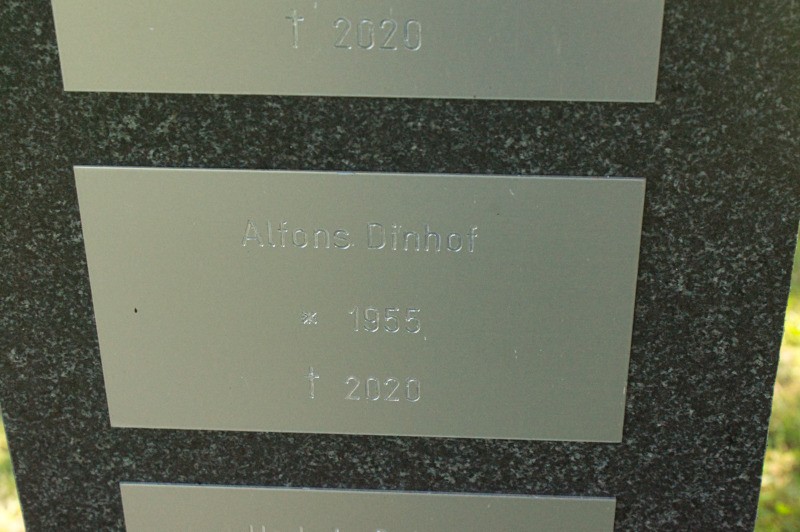 † 2020
Alfons Dinhof
* 1955
† 2020